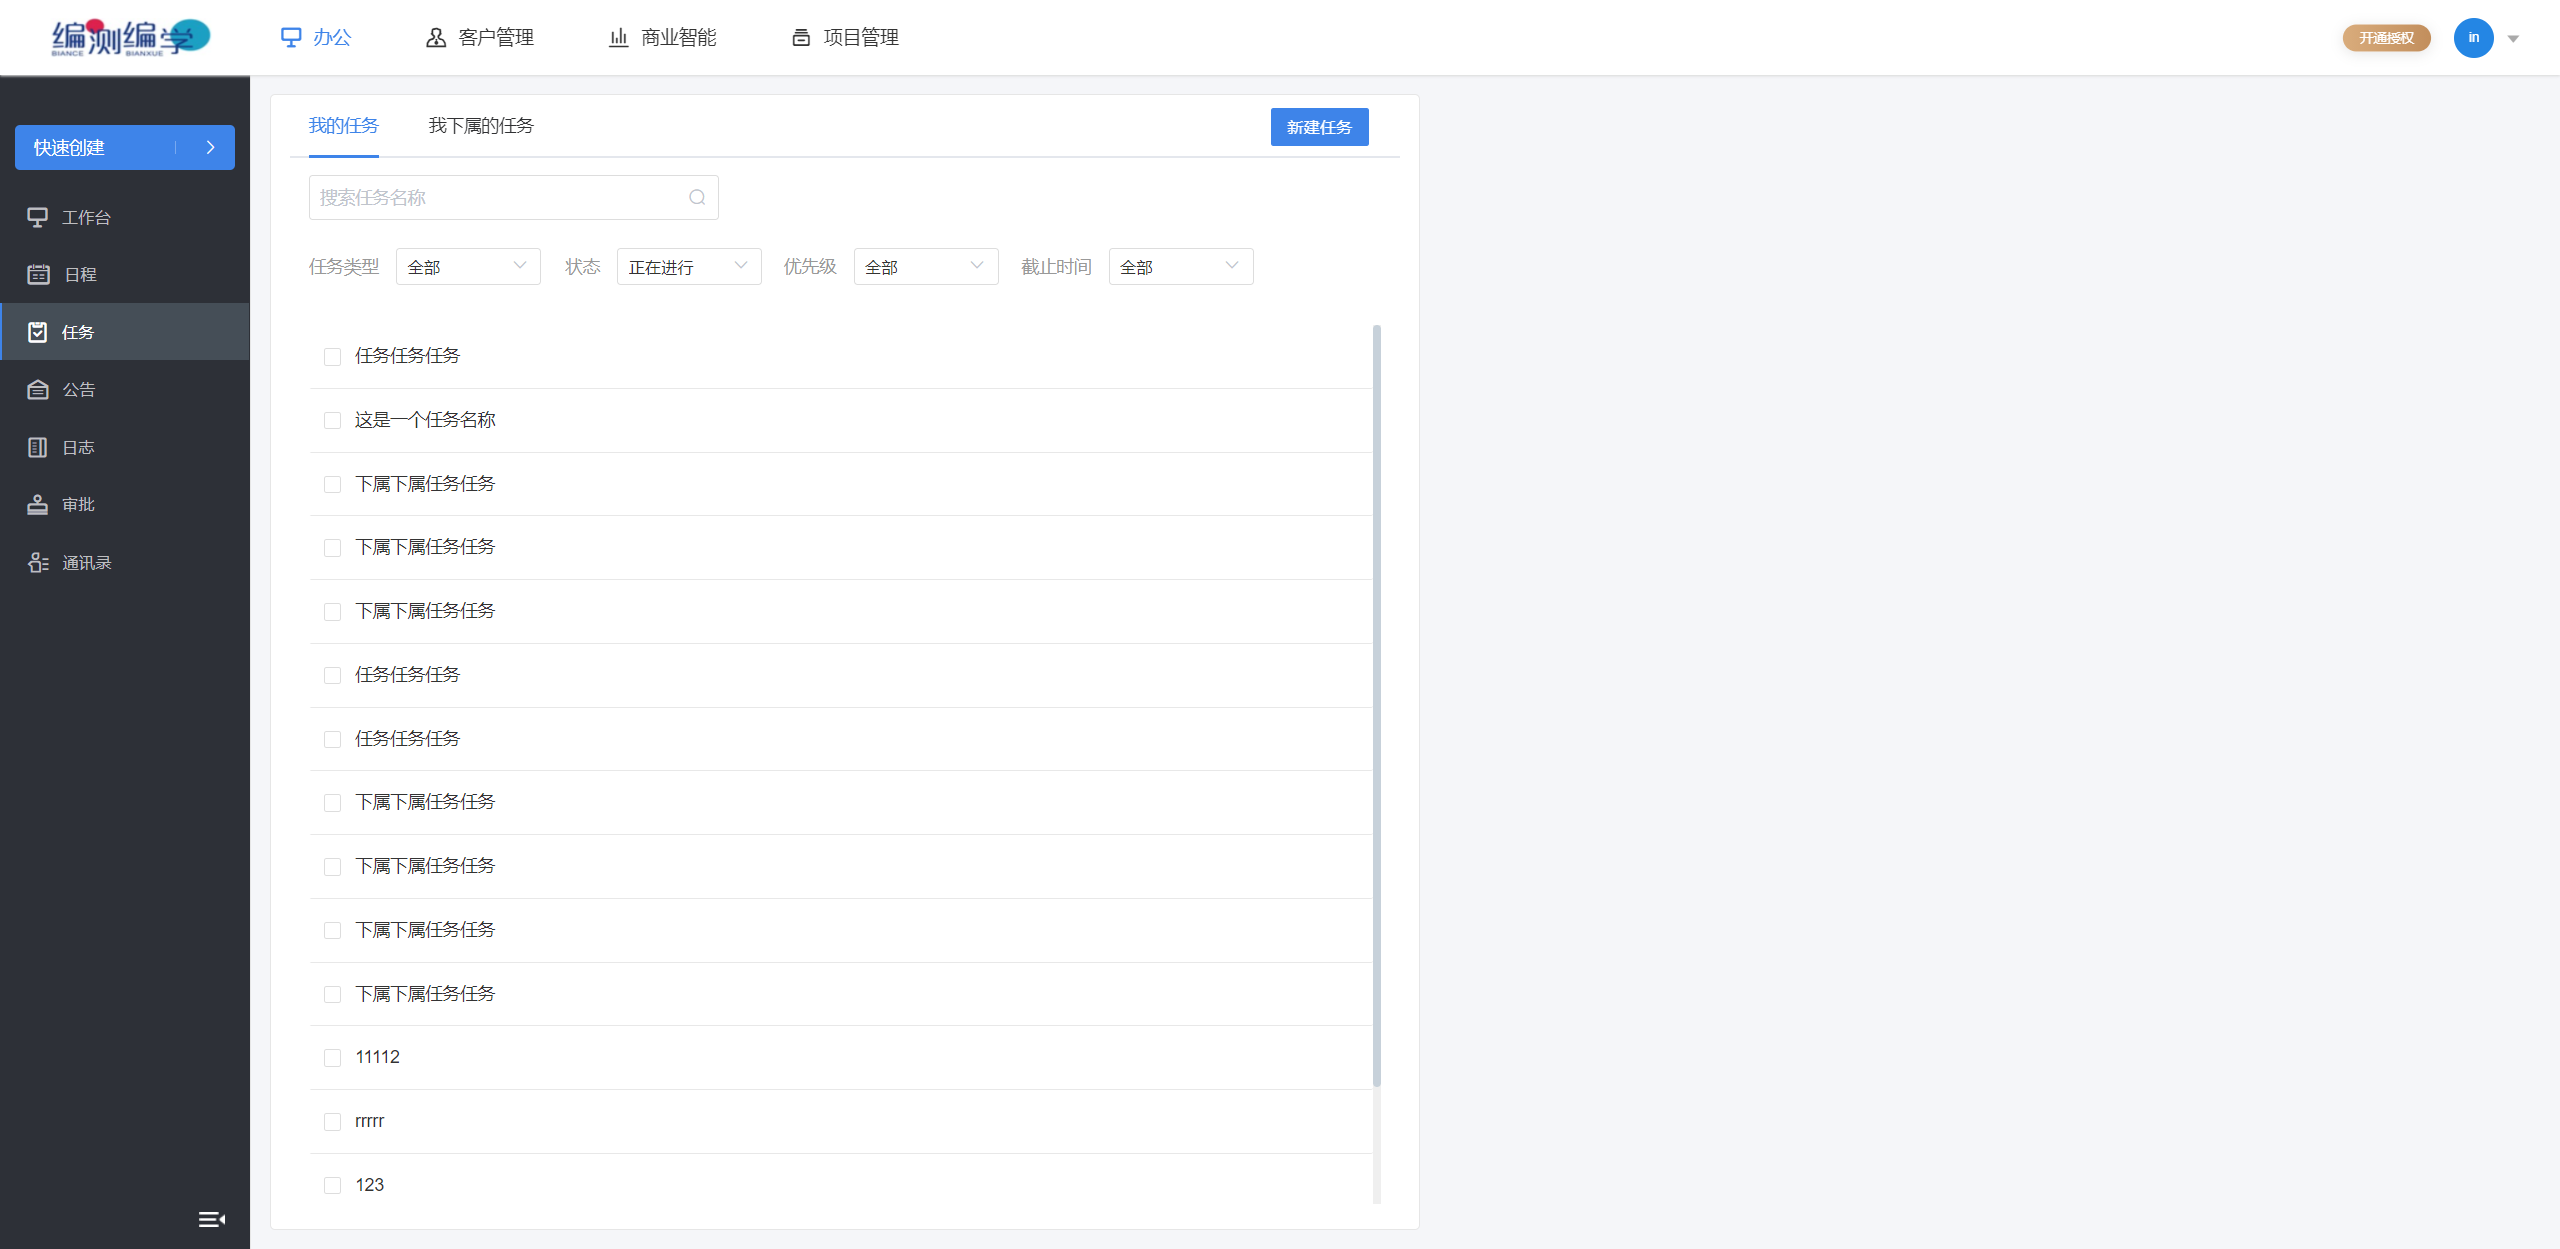 编测编学
BIANCE BIANXUE
办公 客户管理 商业智能 项目管理 开通授权 in
快速创建
工作台
日程
任务
公告
日志
审批
通讯录
我的任务 我下属的任务 新建任务
搜索任务名称
任务类型 全部 状态 正在进行 优先级 全部 截止时间 全部
任务任务任务
这是一个任务名称
下属下属任务任务
下属下属任务任务
下属下属任务任务
任务任务任务
任务任务任务
下属下属任务任务
下属下属任务任务
下属下属任务任务
下属下属任务任务
11112
rrrrr
123